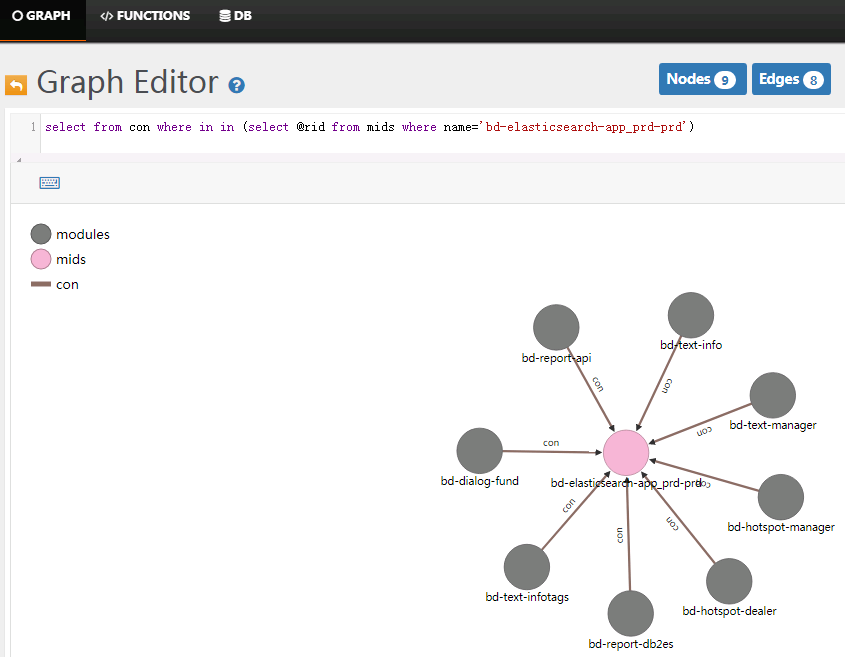 GRAPH </> FUNCTIONS DB
Graph Editor ? Nodes 9 Edges 8
1 select from con where in in (select @rid from mids where name='bd-elasticsearch-app_prd-prd')
modules
mids
con
bd-text-info
bd-report-api
con
con
bd-text-manager
con
con
bd-dialog-fund
bd-elasticsearch-app_prd-prd
con
con
bd-hotspot-manager
con
con
bd-text-infotags
bd-hotspot-dealer
bd-report-db2es